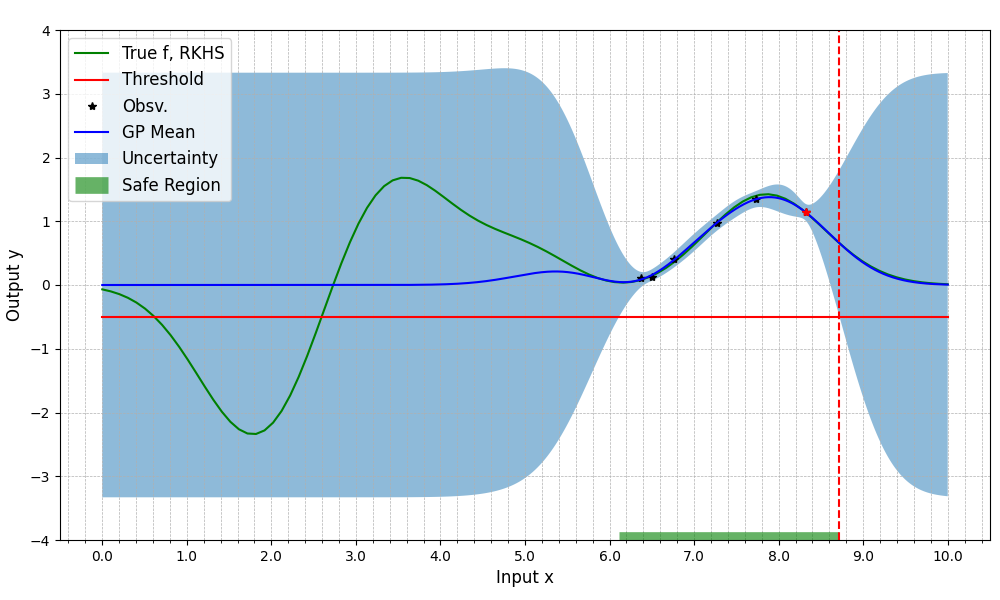 4
3
2
1
0
−1
−2
−3
−4
Output y
True f, RKHS
Threshold
Obsv.
GP Mean
Uncertainty
Safe Region
0.0 1.0 2.0 3.0 4.0 5.0 6.0 7.0 8.0 9.0 10.0
Input x